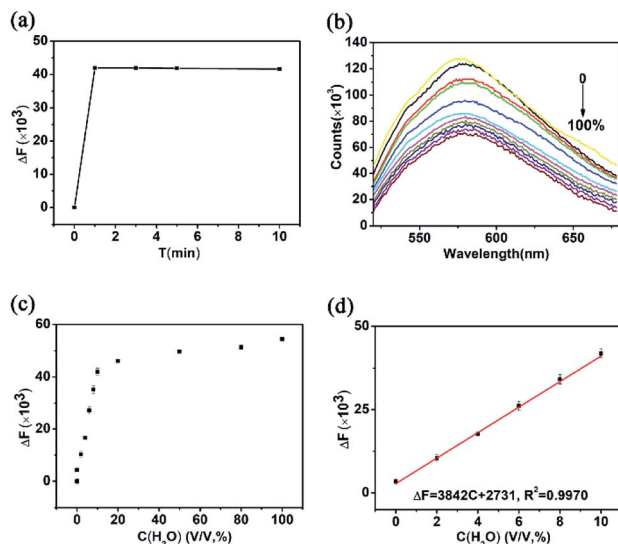 (a)
50
40
30
20
10
0
ΔF (×10³)
0 2 4 6 8 10
T(min)
(b)
140
120
100
80
60
40
20
0
Counts(×10³)
0
100%
550 600 650
Wavelength(nm)
(c)
60
40
20
0
ΔF (×10³)
0 20 40 60 80 100
C(H₂O) (V/V,%)
(d)
50
25
0
ΔF (×10³)
ΔF=3842C+2731, R²=0.9970
0 2 4 6 8 10
C(H₂O) (V/V,%)